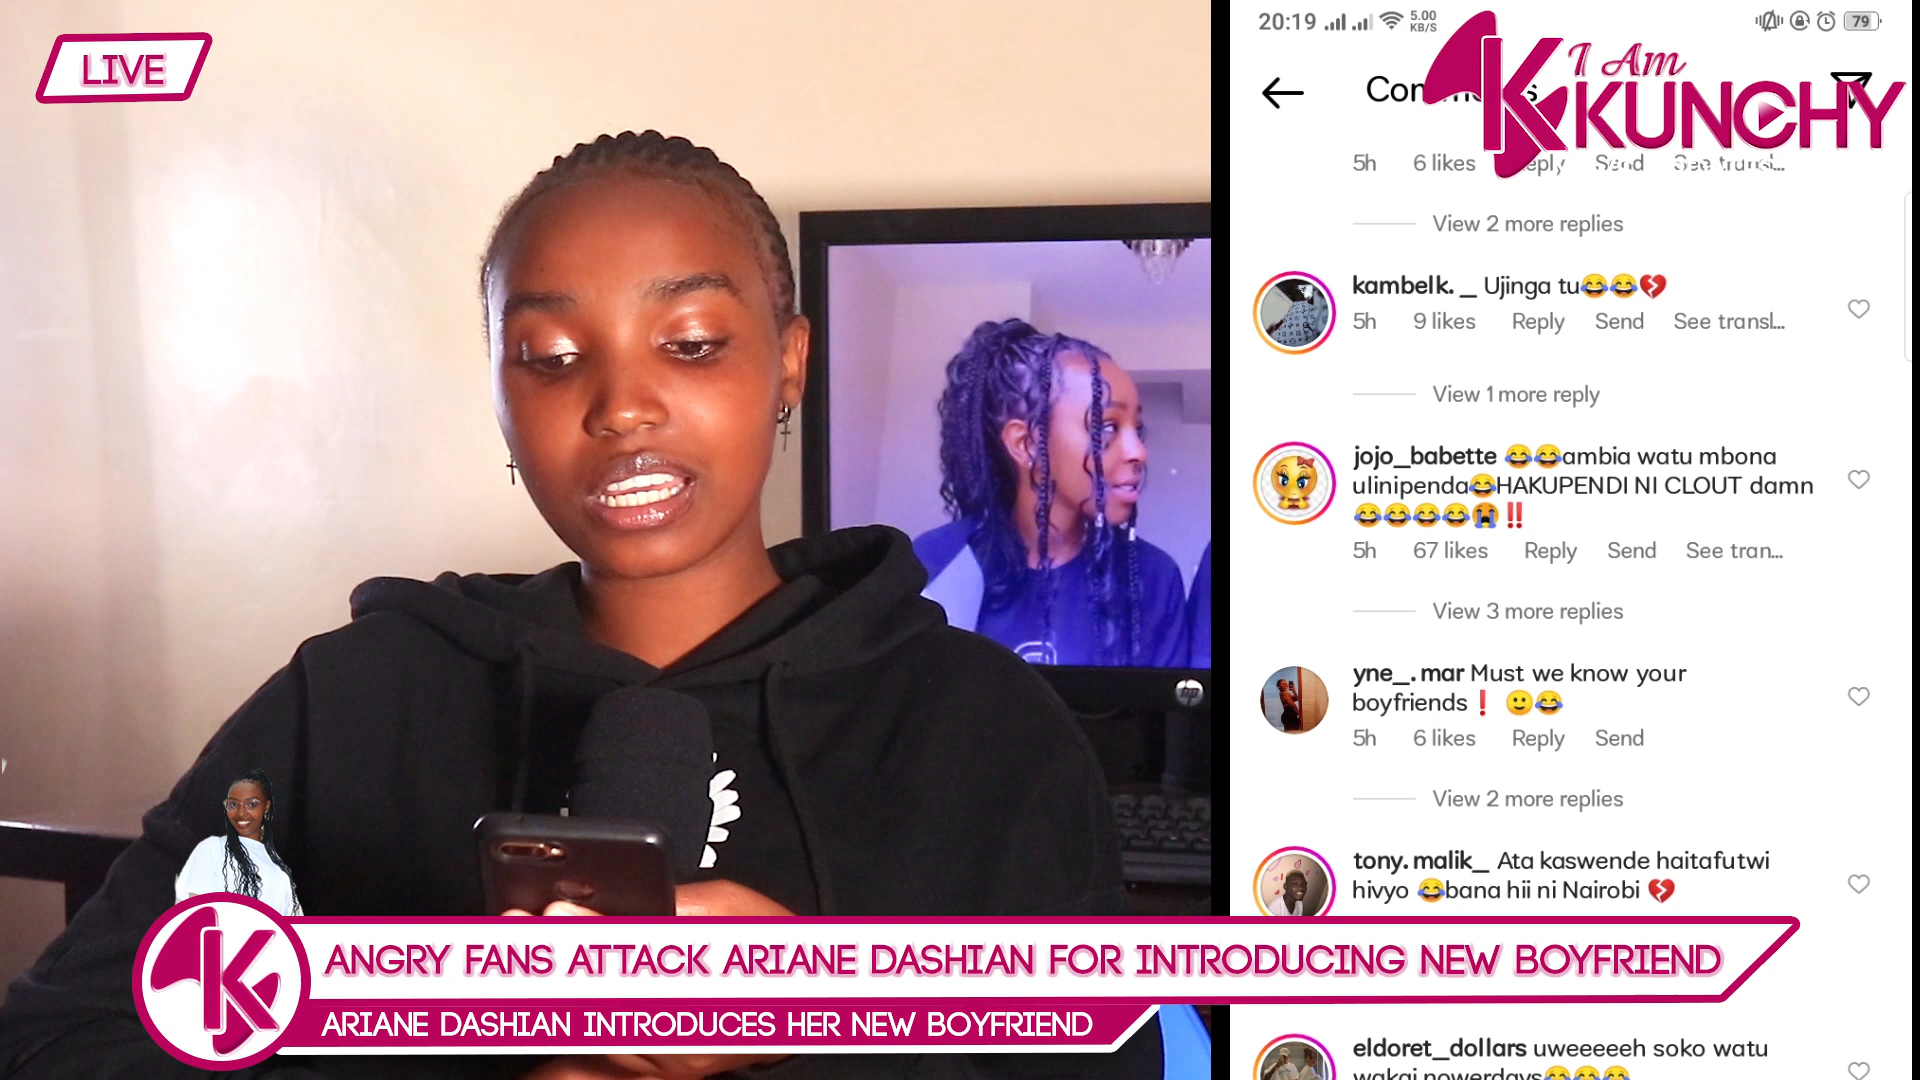 LIVE
20:19
5.00
KB/S
79
I Am
KUNCHY
5h 6 likes Send
View 2 more replies
kambelk._ Ujinga tu😂😂💔
5h 9 likes Reply Send See transl...
View 1 more reply
jojo_babette 😂😂ambia watu mbona
ulinipenda😂HAKUPENDI NI CLOUT damn
😂😂😂😂😭‼️
5h 67 likes Reply Send See tran...
View 3 more replies
yne_.mar Must we know your
boyfriends❗ 🙂😂
5h 6 likes Reply Send
View 2 more replies
tony.malik_ Ata kaswende haitafutwi
hivyo 😂bana hii ni Nairobi 💔
hp
K
ANGRY FANS ATTACK ARIANE DASHIAN FOR INTRODUCING NEW BOYFRIEND
ARIANE DASHIAN INTRODUCES HER NEW BOYFRIEND
eldoret_dollars uweeeeeh soko watu
wakai nowerdays😂😂😂